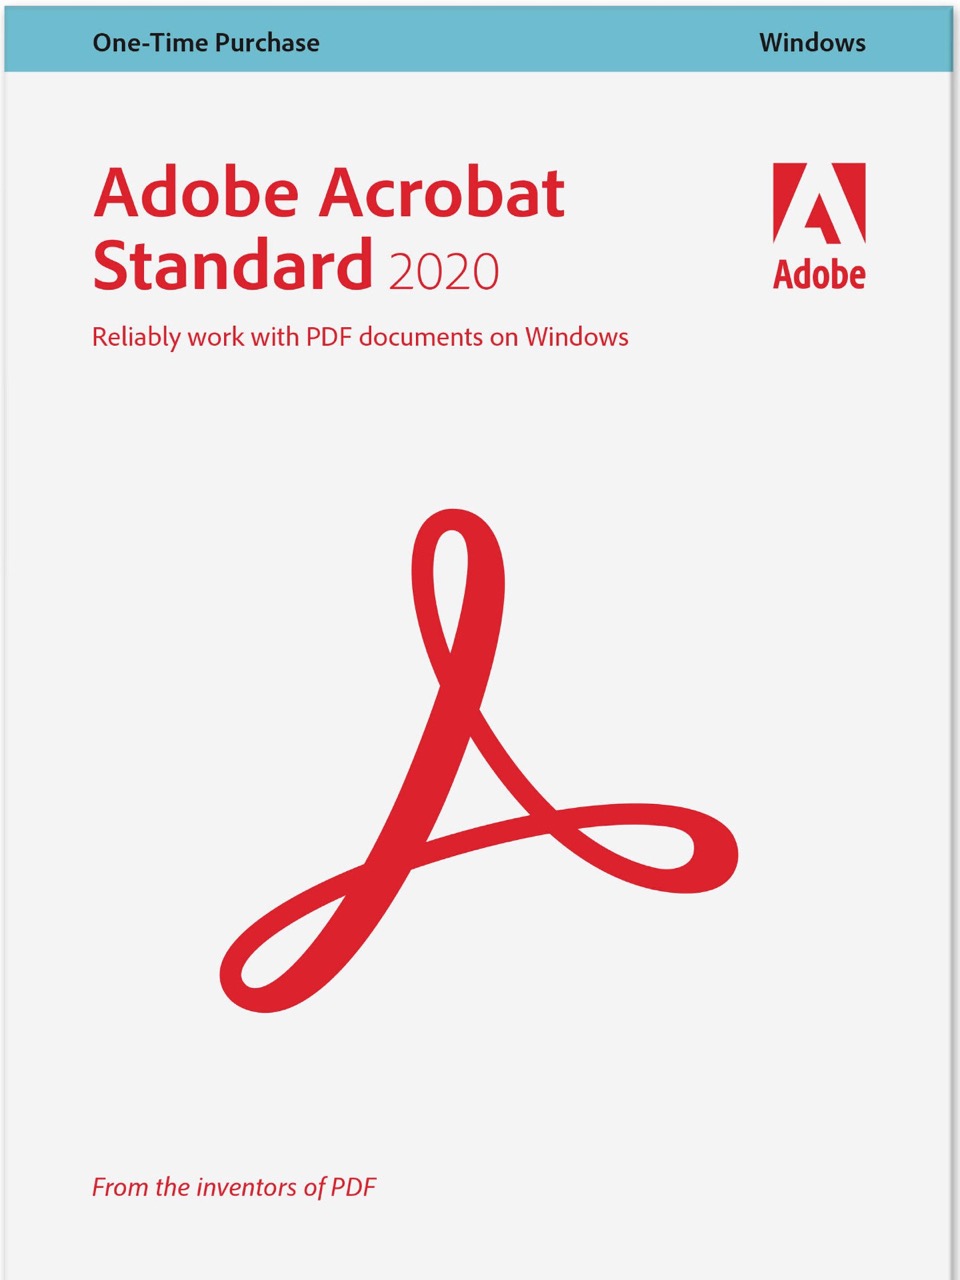 One-Time Purchase Windows
Adobe Acrobat
Standard 2020
Adobe
Reliably work with PDF documents on Windows
From the inventors of PDF